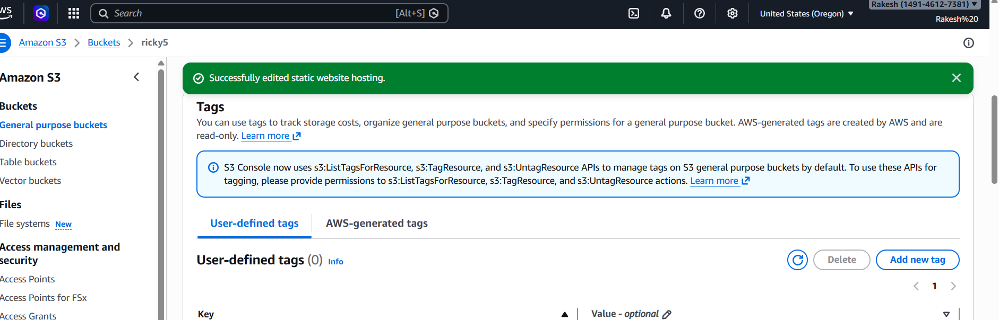 Search [Alt+S]
United States (Oregon)
Rakesh (1491-4612-7381)
Rakesh%20
Amazon S3 > Buckets > ricky5
Amazon S3
Buckets
General purpose buckets
Directory buckets
Table buckets
Vector buckets
Files
File systems New
Access management and
security
Access Points
Access Points for FSx
Access Grants
Successfully edited static website hosting.
Tags
You can use tags to track storage costs, organize general purpose buckets, and specify permissions for a general purpose bucket. AWS-generated tags are created by AWS and are
read-only. Learn more
S3 Console now uses s3:ListTagsForResource, s3:TagResource, and s3:UntagResource APIs to manage tags on S3 general purpose buckets by default. To use these APIs for
tagging, please provide permissions to s3:ListTagsForResource, s3:TagResource, and s3:UntagResource actions. Learn more
User-defined tags AWS-generated tags
User-defined tags (0) Info
Delete Add new tag
1
Key Value - optional